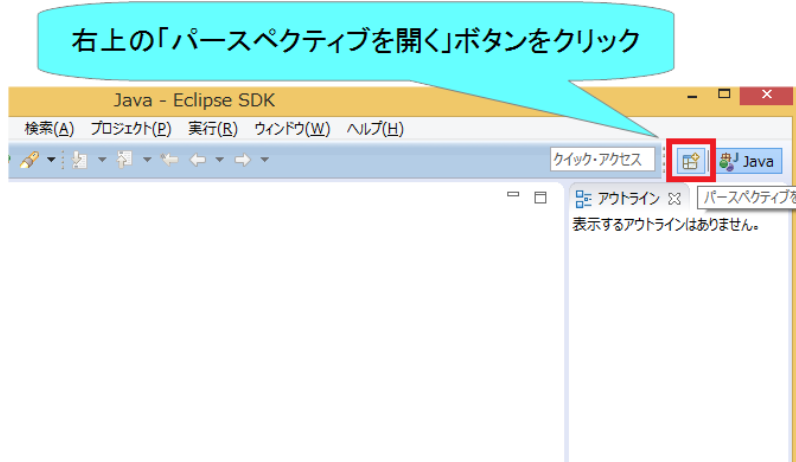 右上の「パースペクティブを開く」ボタンをクリック
Java - Eclipse SDK
検索(A) プロジェクト(P) 実行(R) ウィンドウ(W) ヘルプ(H)
クイック・アクセス Java
アウトライン パースペクティブを
表示するアウトラインはありません。